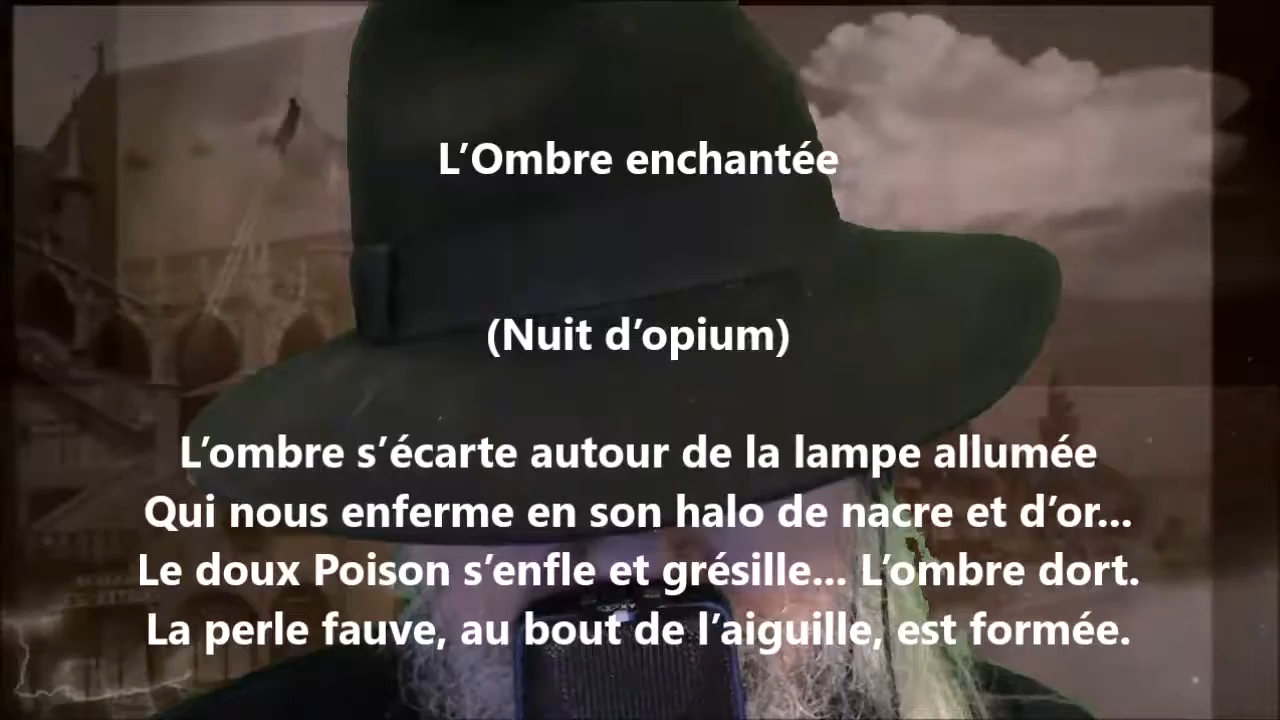 L’Ombre enchantée
(Nuit d’opium)
L’ombre s’écarte autour de la lampe allumée
Qui nous enferme en son halo de nacre et d’or...
Le doux Poison s’enfle et grésille... L’ombre dort.
La perle fauve, au bout de l’aiguille, est formée.